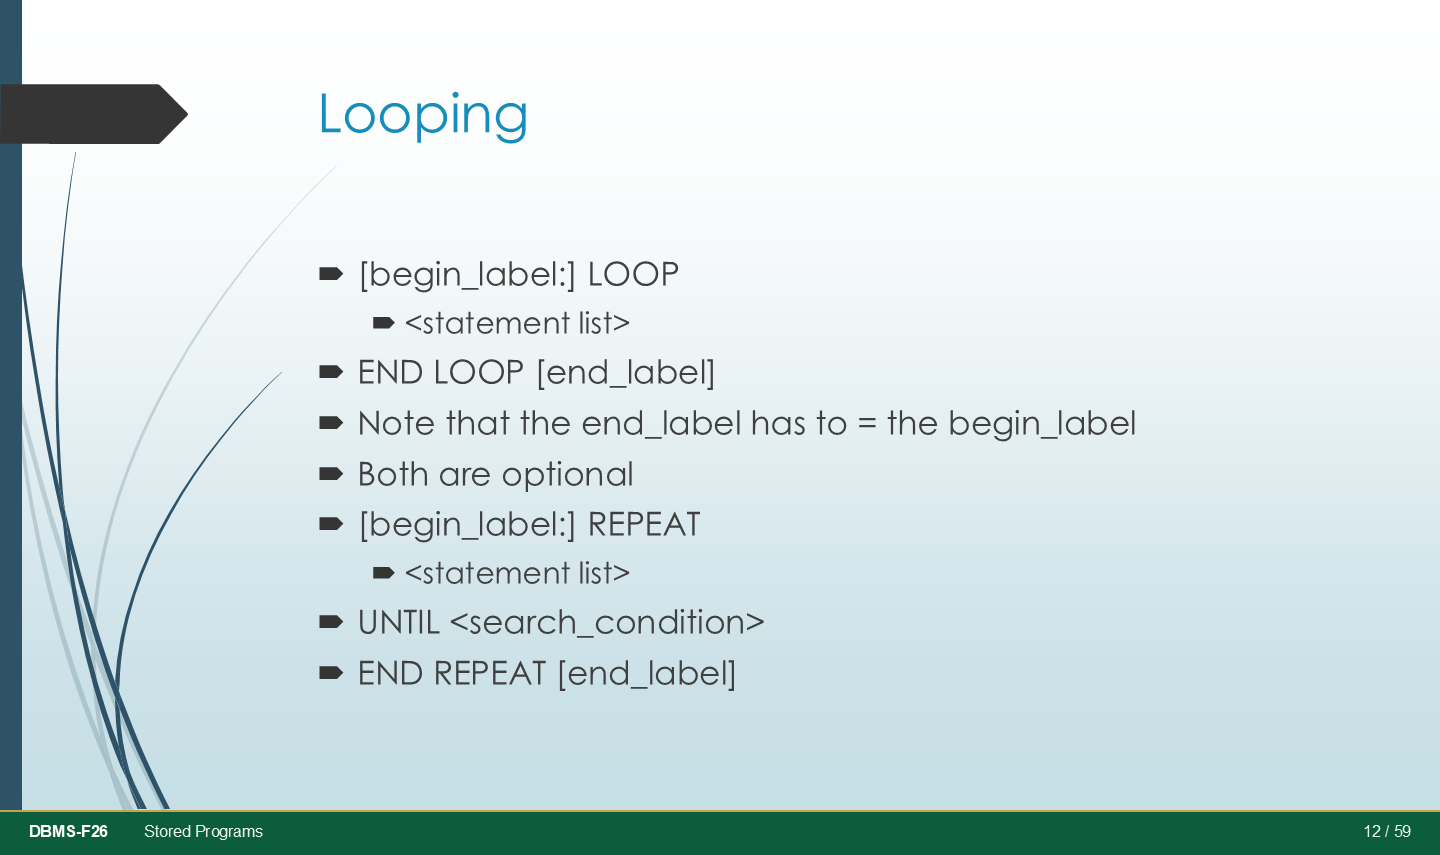 Looping
[begin_label:] LOOP
<statement list>
END LOOP [end_label]
Note that the end_label has to = the begin_label
Both are optional
[begin_label:] REPEAT
<statement list>
UNTIL <search_condition>
END REPEAT [end_label]
DBMS-F26 Stored Programs 12 / 59